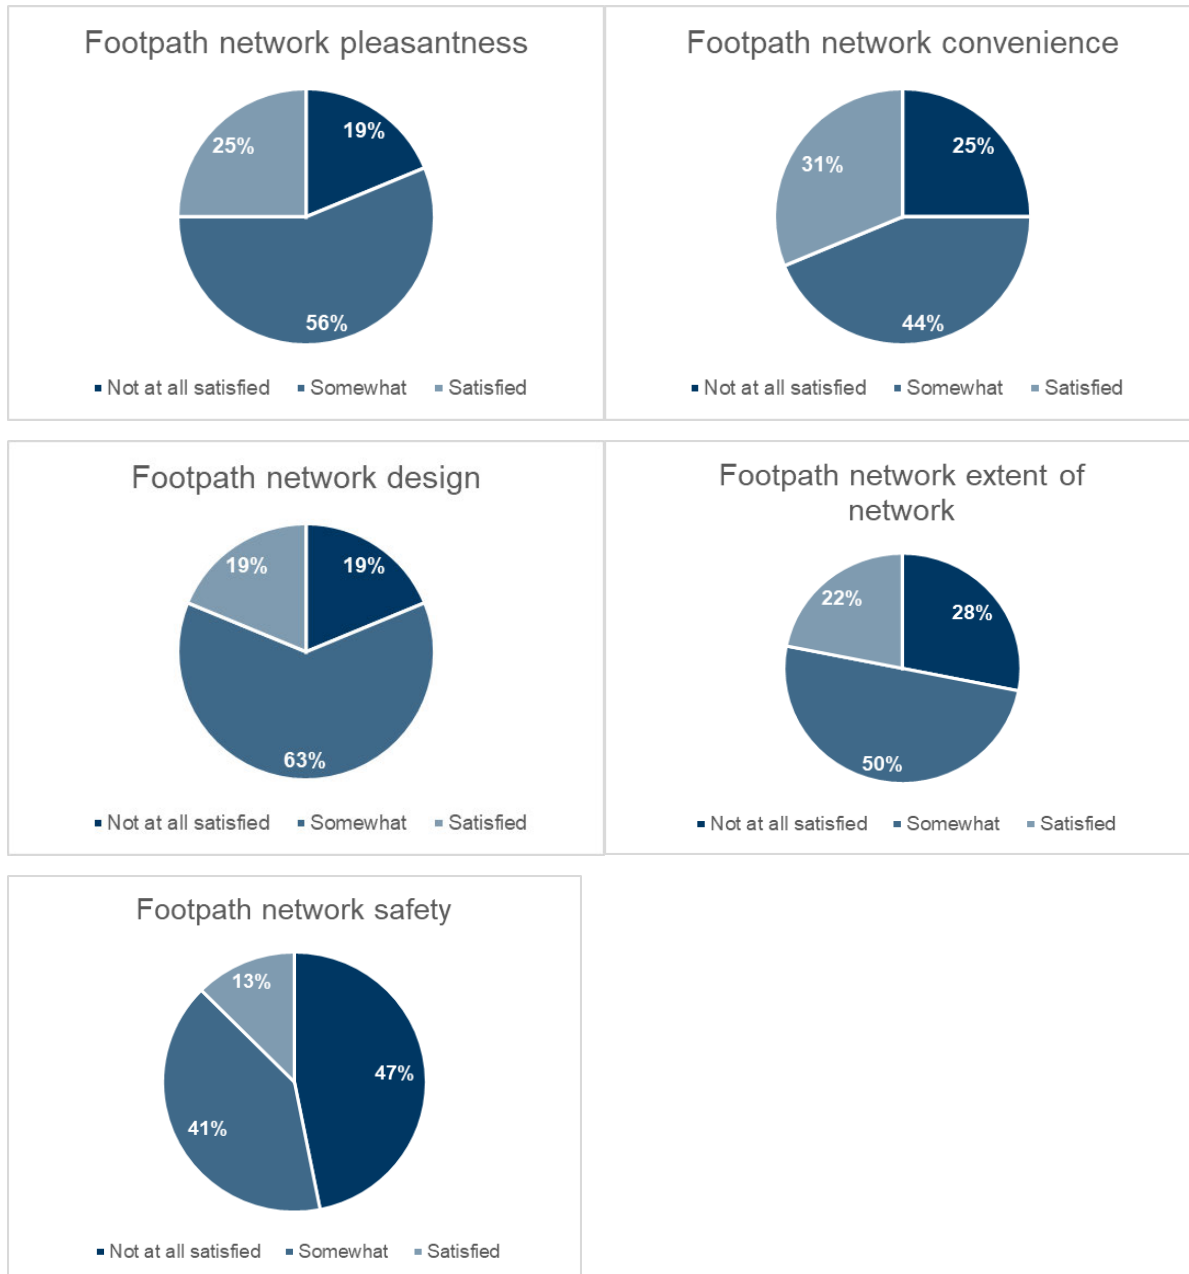 Footpath network pleasantness
25%
19%
56%
Not at all satisfied Somewhat Satisfied
Footpath network convenience
31%
25%
44%
Not at all satisfied Somewhat Satisfied
Footpath network design
19%
19%
63%
Not at all satisfied Somewhat Satisfied
Footpath network extent of
network
22%
28%
50%
Not at all satisfied Somewhat Satisfied
Footpath network safety
13%
47%
41%
Not at all satisfied Somewhat Satisfied